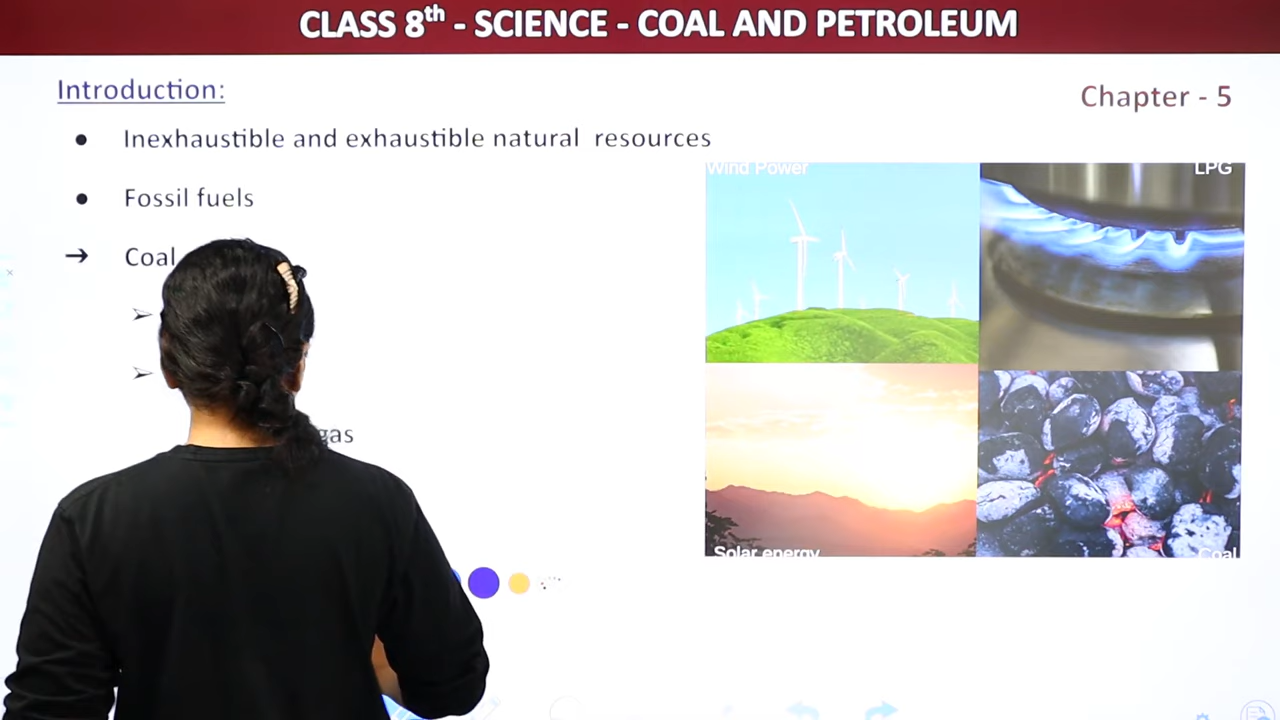 CLASS 8th - SCIENCE - COAL AND PETROLEUM
Introduction:
Chapter - 5
● Inexhaustible and exhaustible natural resources
● Fossil fuels
➔ Coal
gas
Wind Power
LPG
Solar energy
Coal